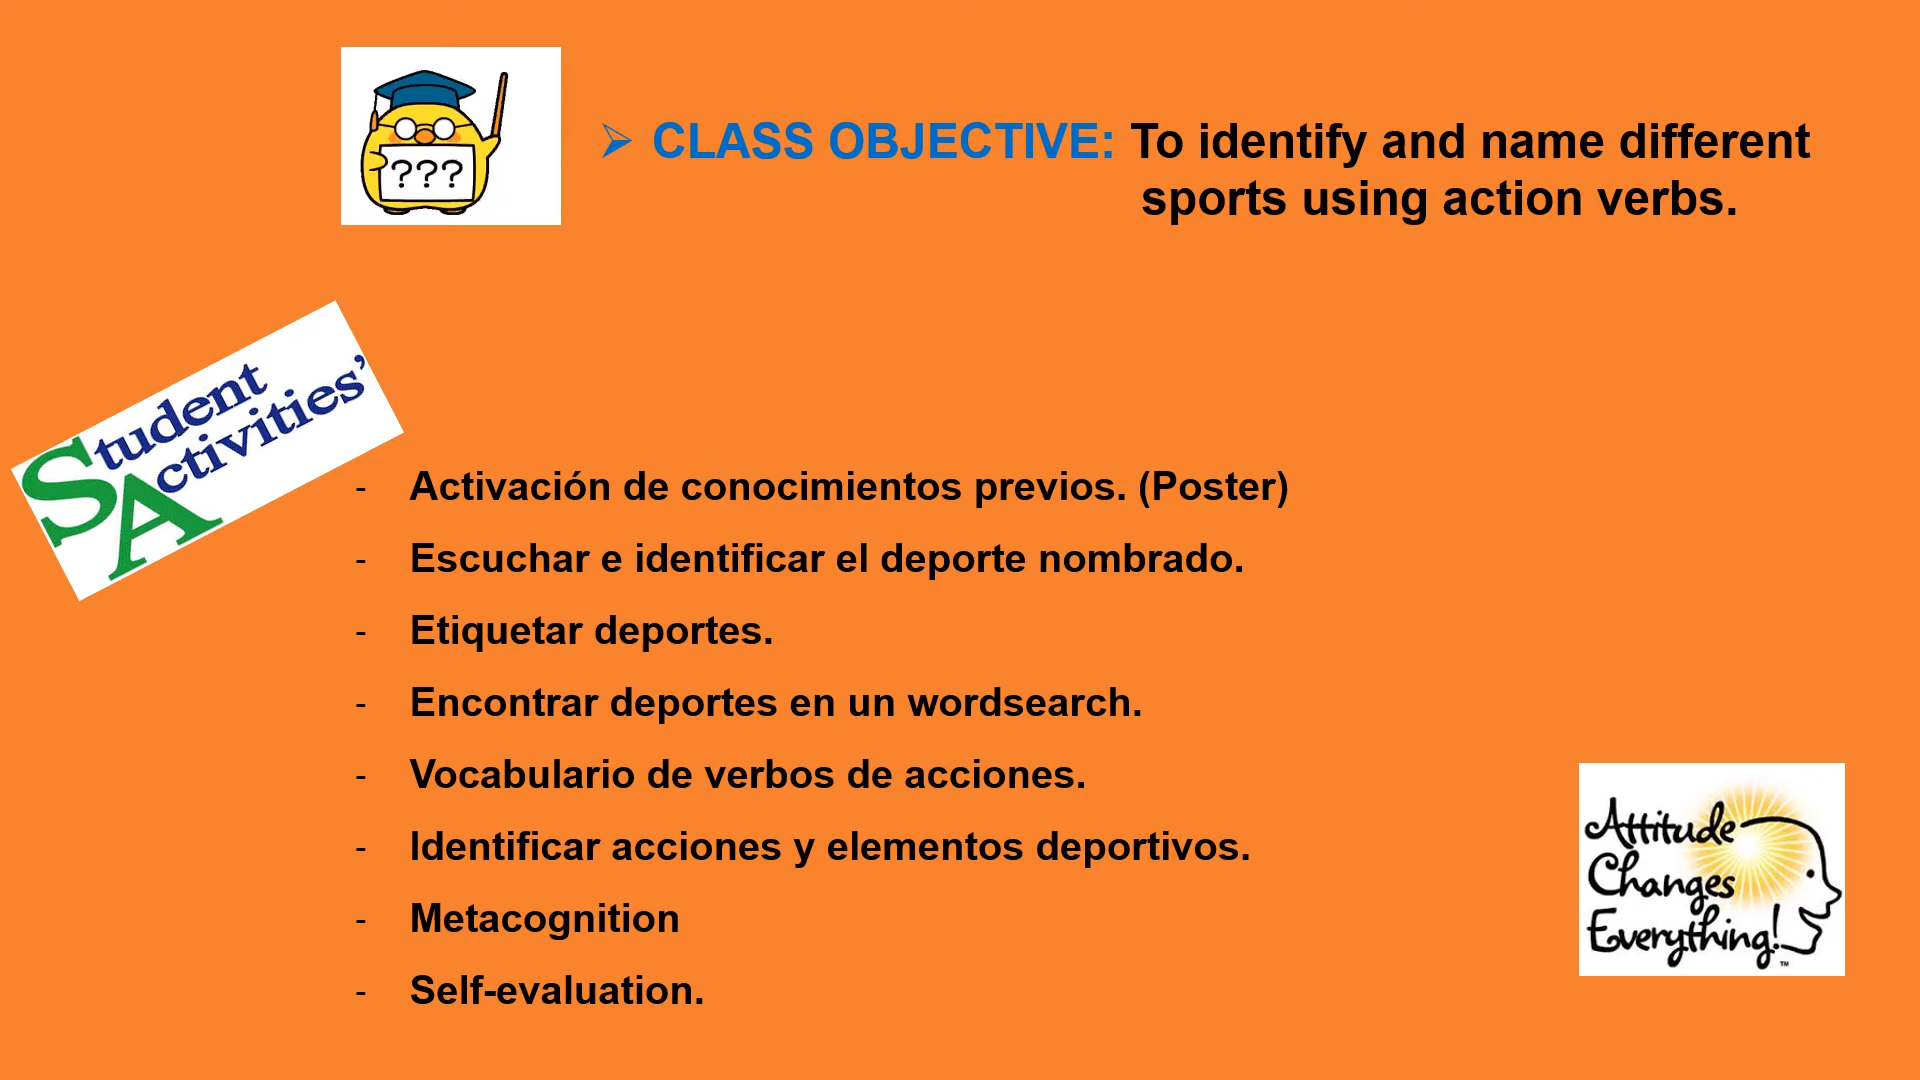 ???
➢ CLASS OBJECTIVE: To identify and name different
sports using action verbs.
Student
Activities’
- Activación de conocimientos previos. (Poster)
- Escuchar e identificar el deporte nombrado.
- Etiquetar deportes.
- Encontrar deportes en un wordsearch.
- Vocabulario de verbos de acciones.
- Identificar acciones y elementos deportivos.
- Metacognition
- Self-evaluation.
Attitude
Changes
Everything!™